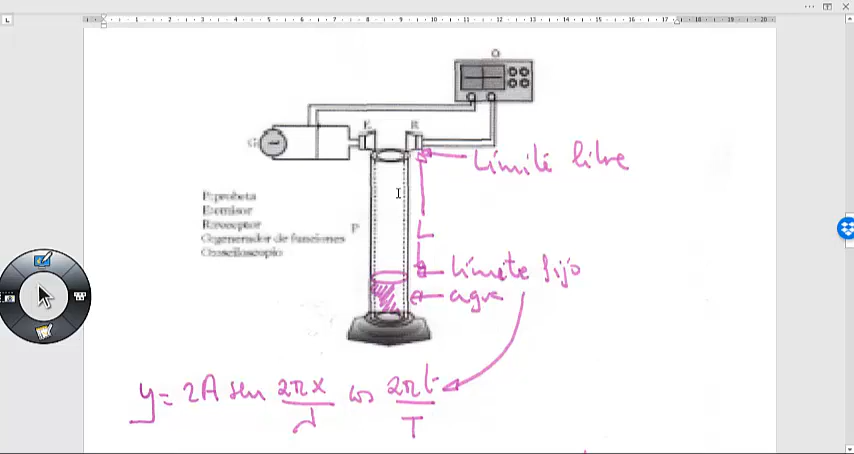 O
E R
G
Límite libre
P:probeta
E:emisor
R:receptor
G:generador de funciones
O:osciloscopio
P
L
Límite fijo
agua
y = 2A sen 2πx/λ cos 2πt/T